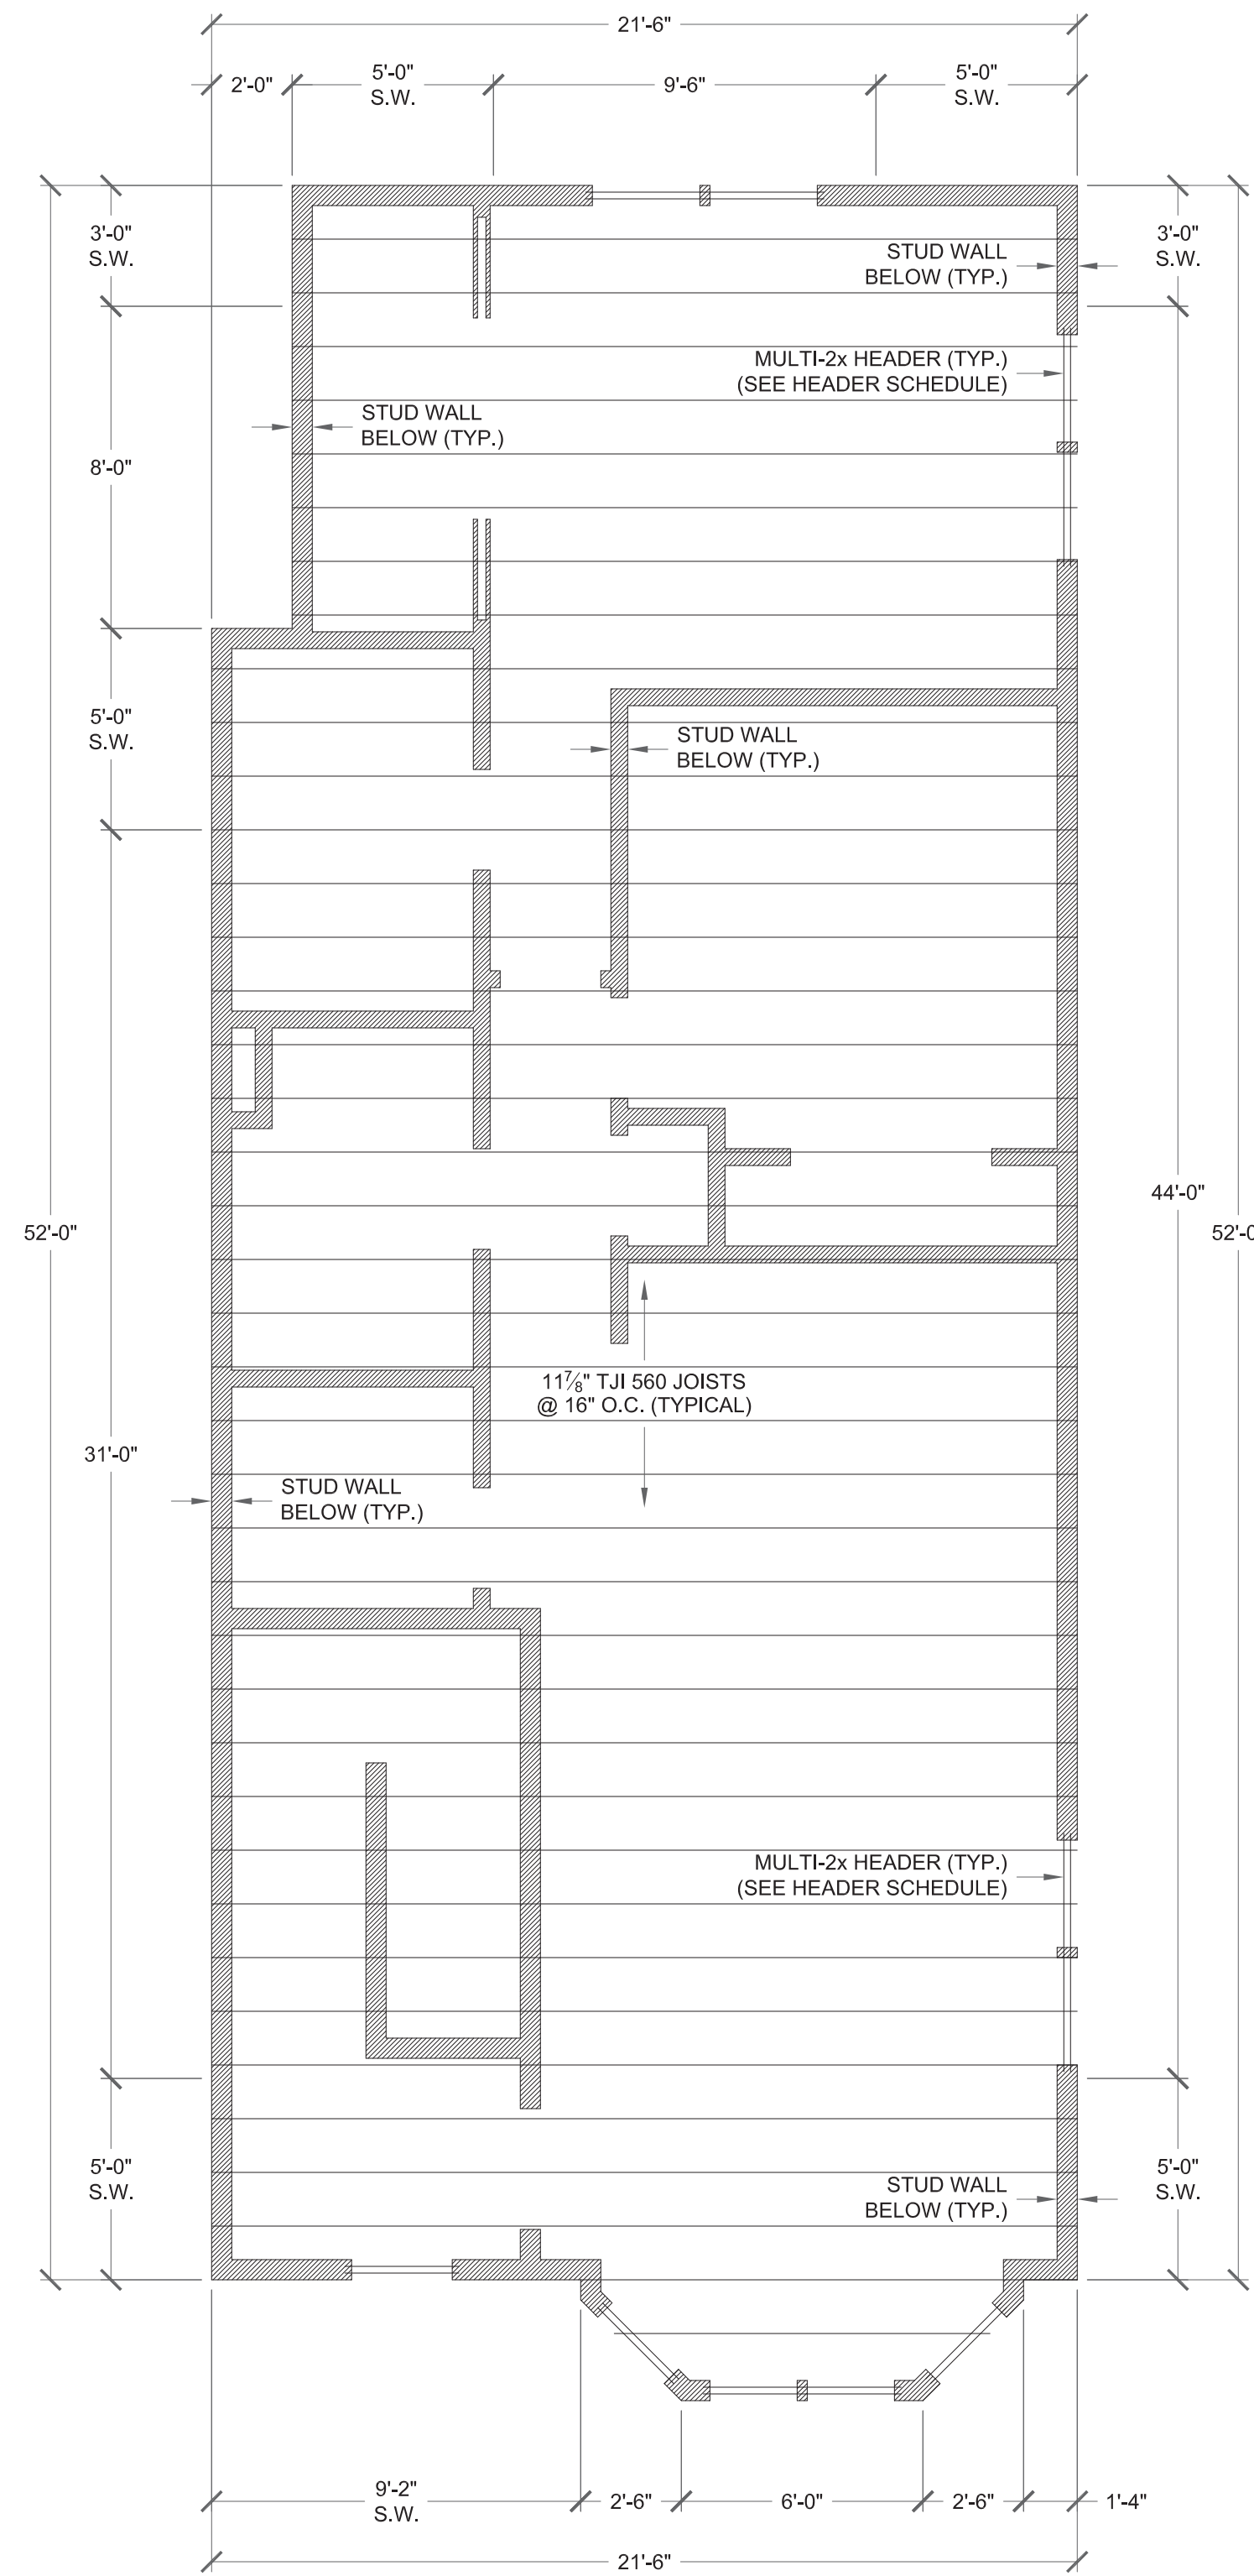 21'-6"
2'-0"
5'-0"
S.W.
9'-6"
5'-0"
S.W.
3'-0"
S.W.
3'-0"
S.W.
STUD WALL
BELOW (TYP.)
MULTI-2x HEADER (TYP.)
(SEE HEADER SCHEDULE)
STUD WALL
BELOW (TYP.)
8'-0"
5'-0"
S.W.
STUD WALL
BELOW (TYP.)
44'-0"
52'-0"
52'-0
11⅞" TJI 560 JOISTS
@ 16" O.C. (TYPICAL)
31'-0"
STUD WALL
BELOW (TYP.)
MULTI-2x HEADER (TYP.)
(SEE HEADER SCHEDULE)
5'-0"
S.W.
5'-0"
S.W.
STUD WALL
BELOW (TYP.)
9'-2"
S.W.
2'-6"
6'-0"
2'-6"
1'-4"
21'-6"